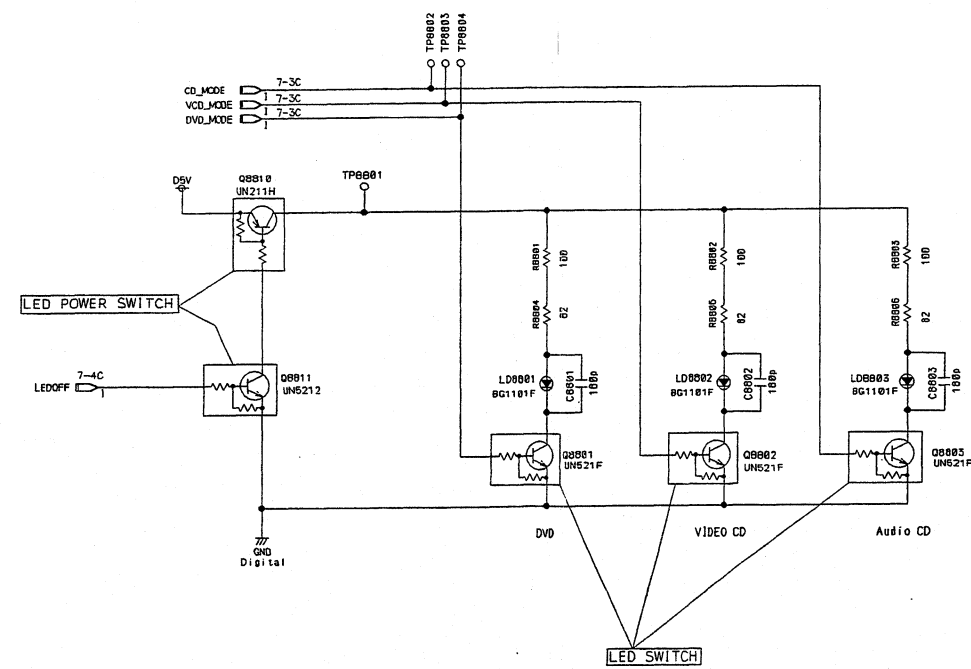 TP8802
TP8803
TP8804
CD_MODE
7-3C
1
VCD_MODE
7-3C
1
DVD_MODE
7-3C
1
D5V
Q8810
UN211H
TP8801
R8801
100
R8802
100
R8803
100
LED POWER SWITCH
R8804
82
R8805
82
R8806
82
LEDOFF
7-4C
1
Q8811
UN5212
LD8801
BG1101F
C8801
180p
LD8802
BG1101F
C8802
180p
LD8803
BG1101F
C8803
180p
Q8801
UN521F
Q8802
UN521F
Q8803
UN521F
GND
Digital
DVD
VIDEO CD
Audio CD
LED SWITCH